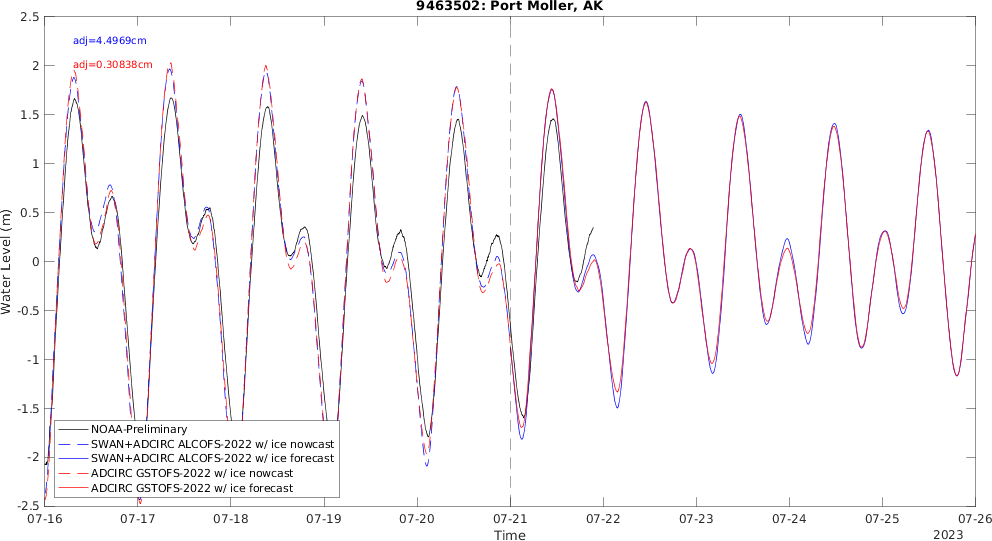 9463502: Port Moller, AK
adj=4.4969cm
adj=0.30838cm
Water Level (m)
2.5
2
1.5
1
0.5
0
-0.5
-1
-1.5
-2
-2.5
NOAA-Preliminary
SWAN+ADCIRC ALCOFS-2022 w/ ice nowcast
SWAN+ADCIRC ALCOFS-2022 w/ ice forecast
ADCIRC GSTOFS-2022 w/ ice nowcast
ADCIRC GSTOFS-2022 w/ ice forecast
07-16 07-17 07-18 07-19 07-20 07-21 07-22 07-23 07-24 07-25 07-26
Time
2023